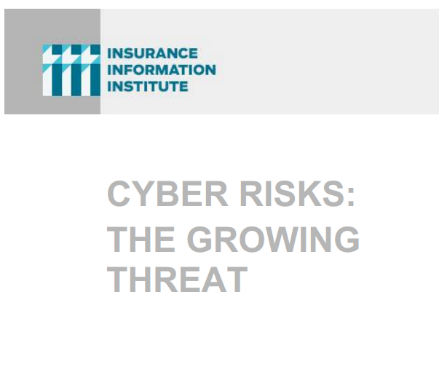 INSURANCE
INFORMATION
INSTITUTE
CYBER RISKS:
THE GROWING
THREAT